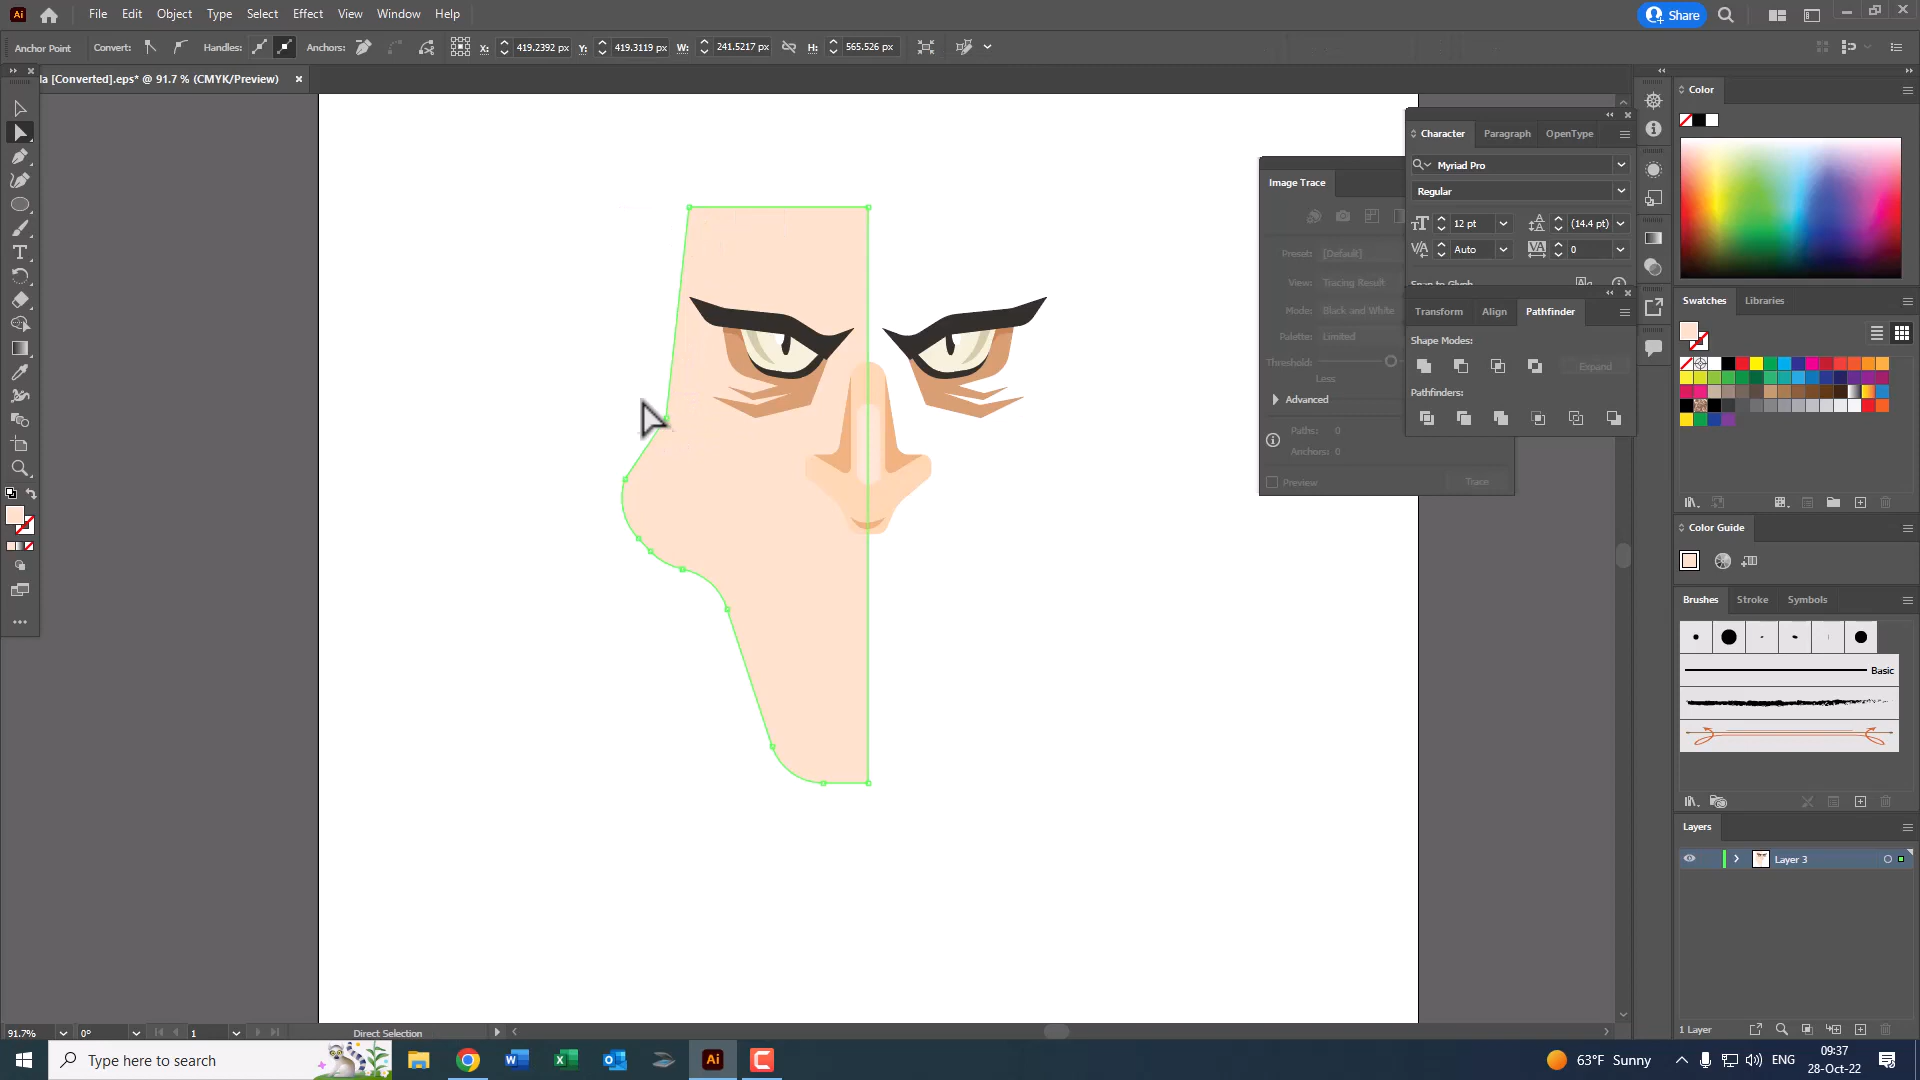 Ai File Edit Object Type Select Effect View Window Help Share
Anchor Point Convert: Handles: Anchors: X: 419.2392 px Y: 419.3119 px W: 241.5217 px H: 565.526 px
la [Converted].eps* @ 91.7 % (CMYK/Preview) ×
Color
Character Paragraph OpenType
Myriad Pro
Regular
12 pt (14.4 pt)
Auto 0
Snap to Glyph
Image Trace
Preset: [Default]
View: Tracing Result
Mode: Black and White
Palette: Limited
Threshold:
Less
Advanced
Paths: 0
Anchors: 0
Preview Trace
Transform Align Pathfinder
Shape Modes:
Expand
Pathfinders:
Swatches Libraries
Color Guide
Brushes Stroke Symbols
Basic
Layers
Layer 3
1 Layer
91.7% 0° 1 Direct Selection
Type here to search
63°F Sunny ENG 09:37
28-Oct-22